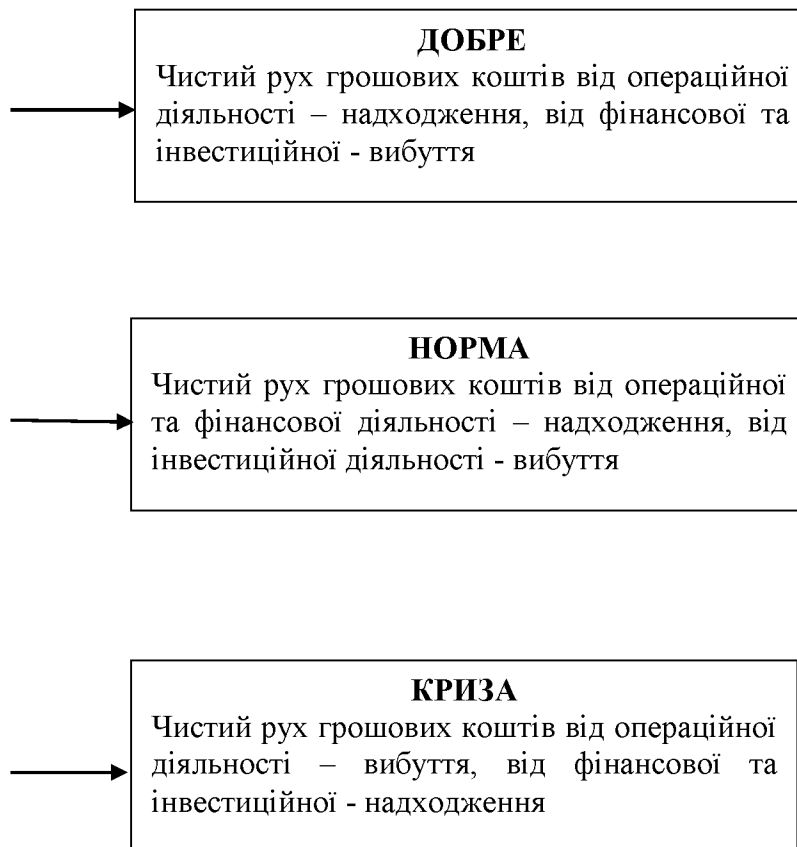 ДОБРЕ
Чистий рух грошових коштів від операційної
діяльності – надходження, від фінансової та
інвестиційної - вибуття
НОРМА
Чистий рух грошових коштів від операційної
та фінансової діяльності – надходження, від
інвестиційної діяльності - вибуття
КРИЗА
Чистий рух грошових коштів від операційної
діяльності – вибуття, від фінансової та
інвестиційної - надходження